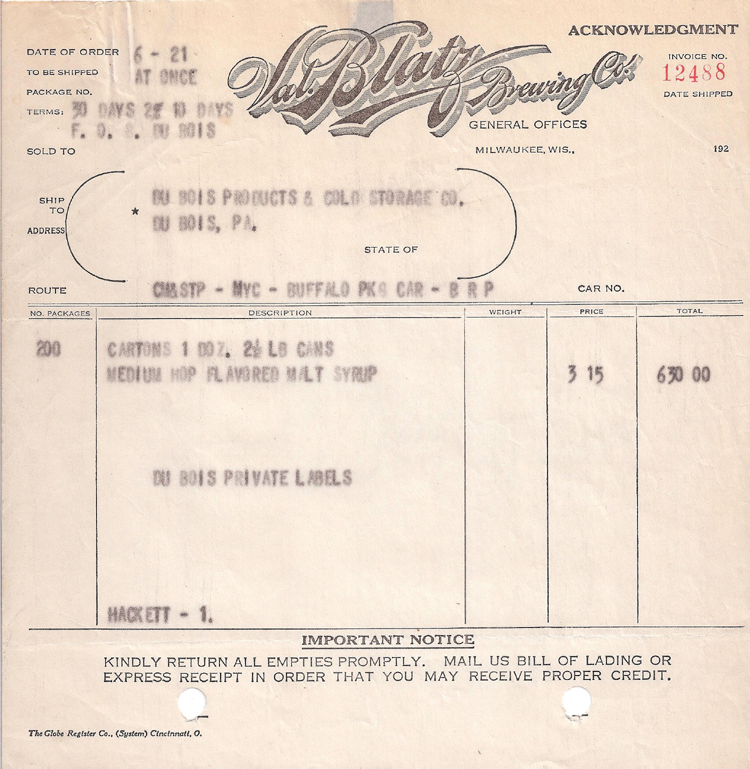 ACKNOWLEDGMENT
DATE OF ORDER 6 - 21
TO BE SHIPPED AT ONCE
PACKAGE NO.
TERMS: 30 DAYS 2% 10 DAYS
F. O. B. DU BOIS
Val. Blatz Brewing Co.
GENERAL OFFICES
INVOICE NO.
12488
DATE SHIPPED
SOLD TO
MILWAUKEE, WIS., 192
SHIP TO ADDRESS
* DU BOIS PRODUCTS & COLD STORAGE CO.
DU BOIS, PA.
STATE OF
ROUTE CM&STP - NYC - BUFFALO PKG CAR - B R P CAR NO.
NO. PACKAGES DESCRIPTION WEIGHT PRICE TOTAL
200 CARTONS 1 DOZ. 2½ LB CANS
MEDIUM HOP FLAVORED MALT SYRUP 3 15 630 00
DU BOIS PRIVATE LABELS
HACKETT - 1.
IMPORTANT NOTICE
KINDLY RETURN ALL EMPTIES PROMPTLY. MAIL US BILL OF LADING OR
EXPRESS RECEIPT IN ORDER THAT YOU MAY RECEIVE PROPER CREDIT.
The Globe Register Co., (System) Cincinnati, O.